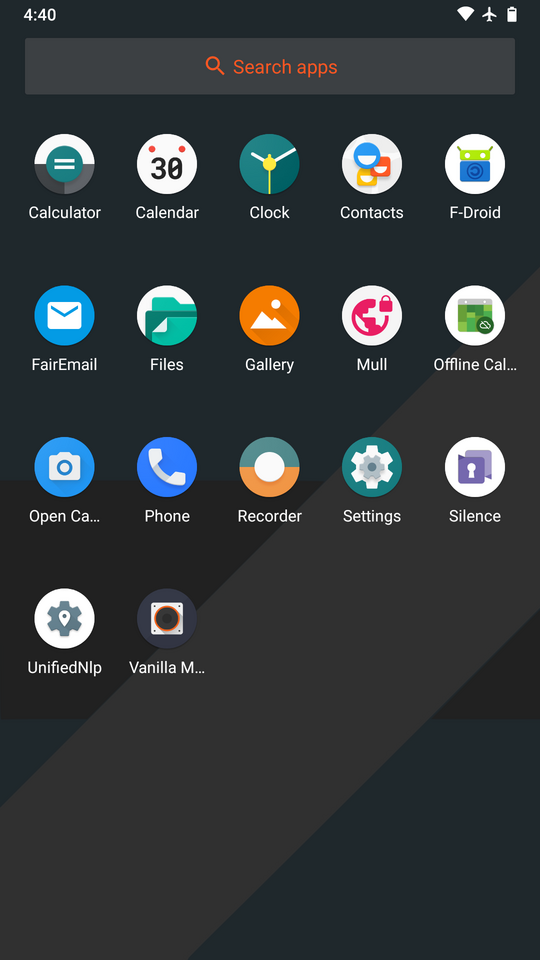 4:40
Search apps
Calculator
Calendar
Clock
Contacts
F-Droid
30
FairEmail
Files
Gallery
Mull
Offline Cal...
Open Ca...
Phone
Recorder
Settings
Silence
UnifiedNlp
Vanilla M...